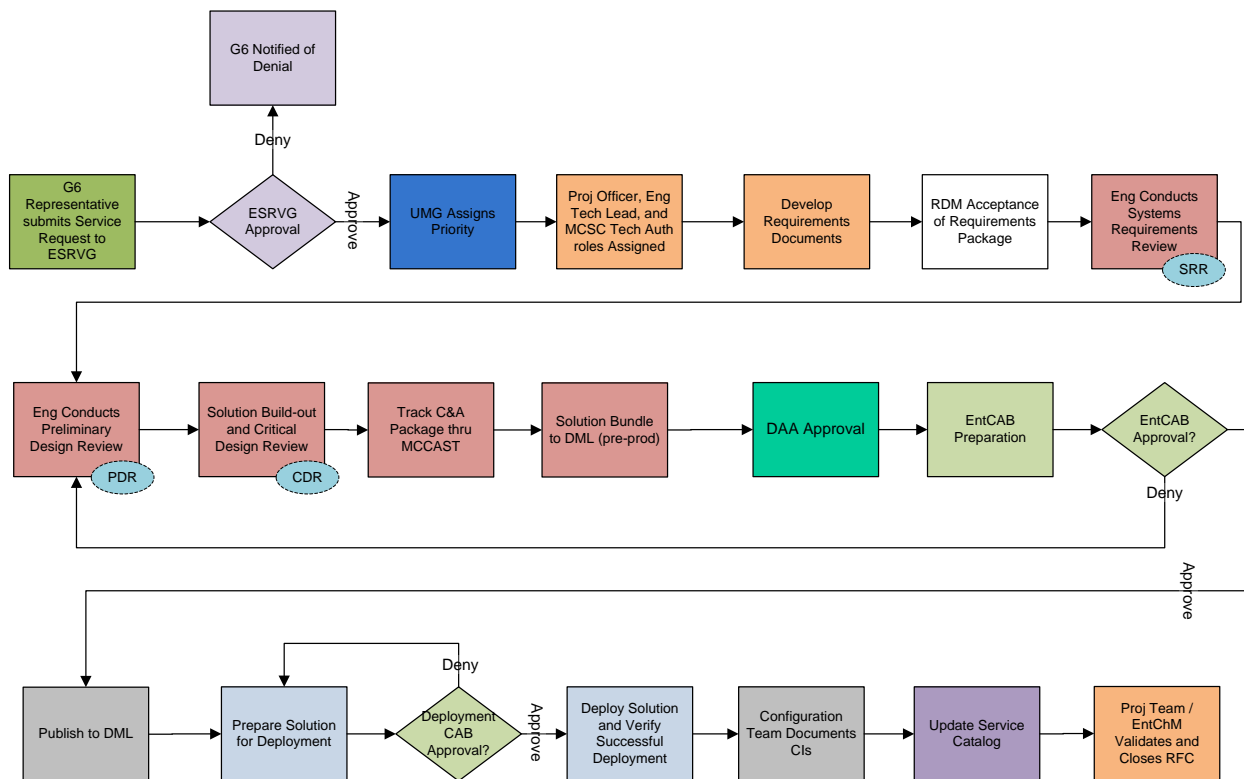 G6 Notified of
Denial
Deny
G6
Representative
submits Service
Request to
ESRVG
ESRVG
Approval
Approve
UMG Assigns
Priority
Proj Officer, Eng
Tech Lead, and
MCSC Tech Auth
roles Assigned
Develop
Requirements
Documents
RDM Acceptance
of Requirements
Package
Eng Conducts
Systems
Requirements
Review
SRR
Eng Conducts
Preliminary
Design Review
PDR
Solution Build-out
and Critical
Design Review
CDR
Track C&A
Package thru
MCCAST
Solution Bundle
to DML (pre-prod)
DAA Approval
EntCAB
Preparation
EntCAB
Approval?
Deny
Approve
Publish to DML
Prepare Solution
for Deployment
Deny
Deployment
CAB
Approval?
Approve
Deploy Solution
and Verify
Successful
Deployment
Configuration
Team Documents
CIs
Update Service
Catalog
Proj Team /
EntChM
Validates and
Closes RFC